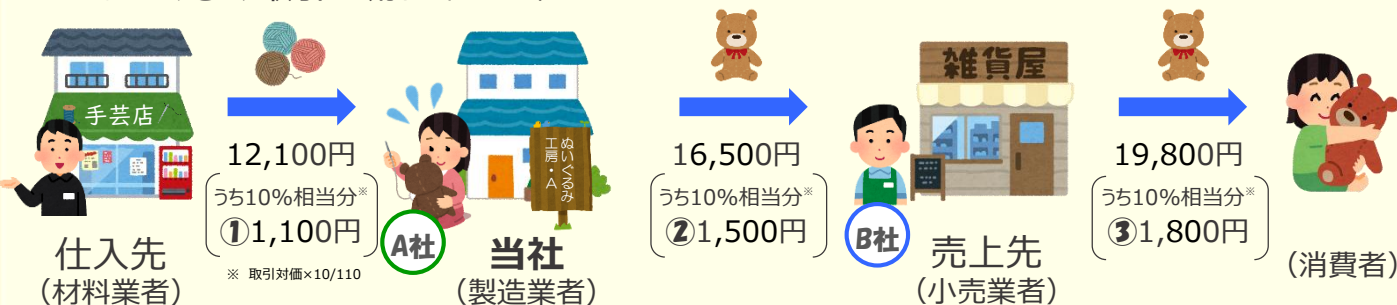 手芸店
12,100円
うち10%相当分※
①1,100円
※ 取引対価×10/110
仕入先
(材料業者)
ぬいぐるみ
工房・A
A社
当社
(製造業者)
16,500円
うち10%相当分※
②1,500円
雑貨屋
B社
売上先
(小売業者)
19,800円
うち10%相当分※
③1,800円
(消費者)